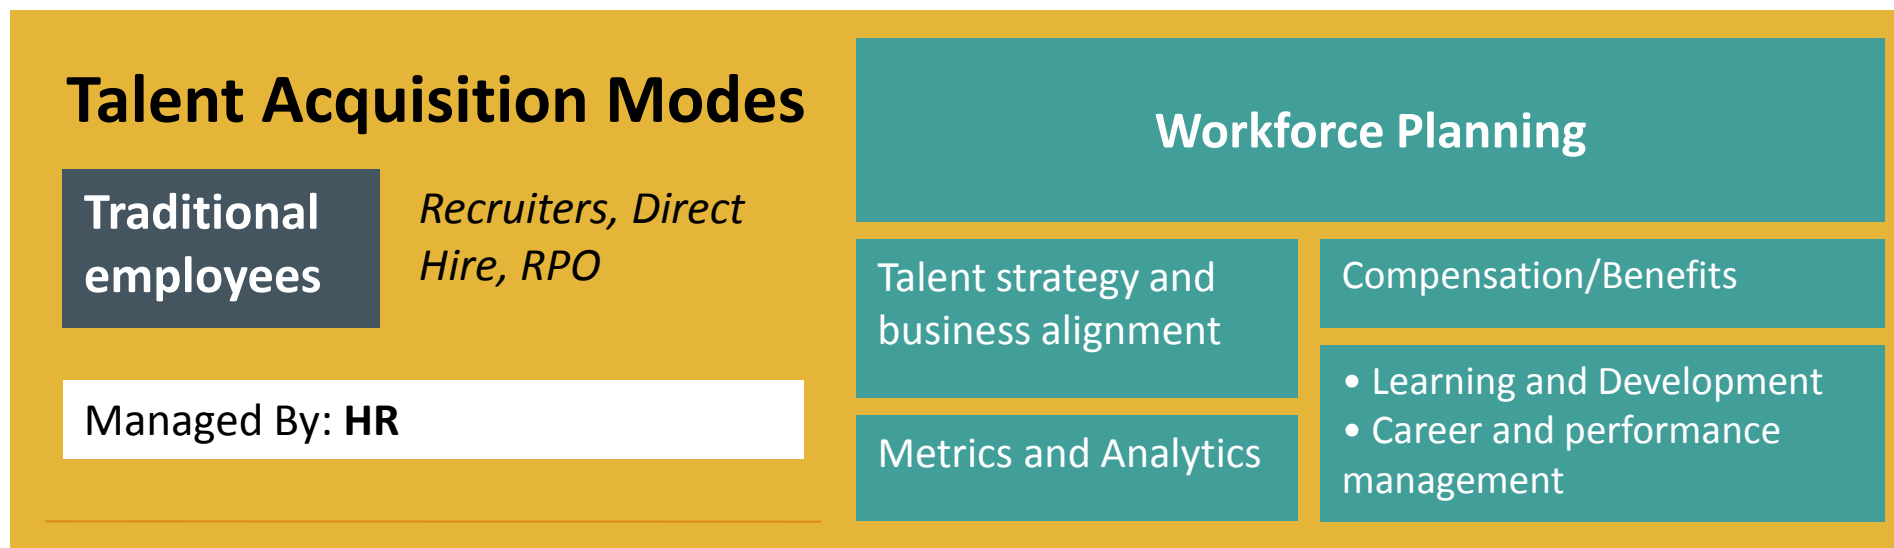 Talent Acquisition Modes
Traditional
employees
Recruiters, Direct
Hire, RPO
Managed By: HR
Workforce Planning
Talent strategy and
business alignment
Metrics and Analytics
Compensation/Benefits
• Learning and Development
• Career and performance
management